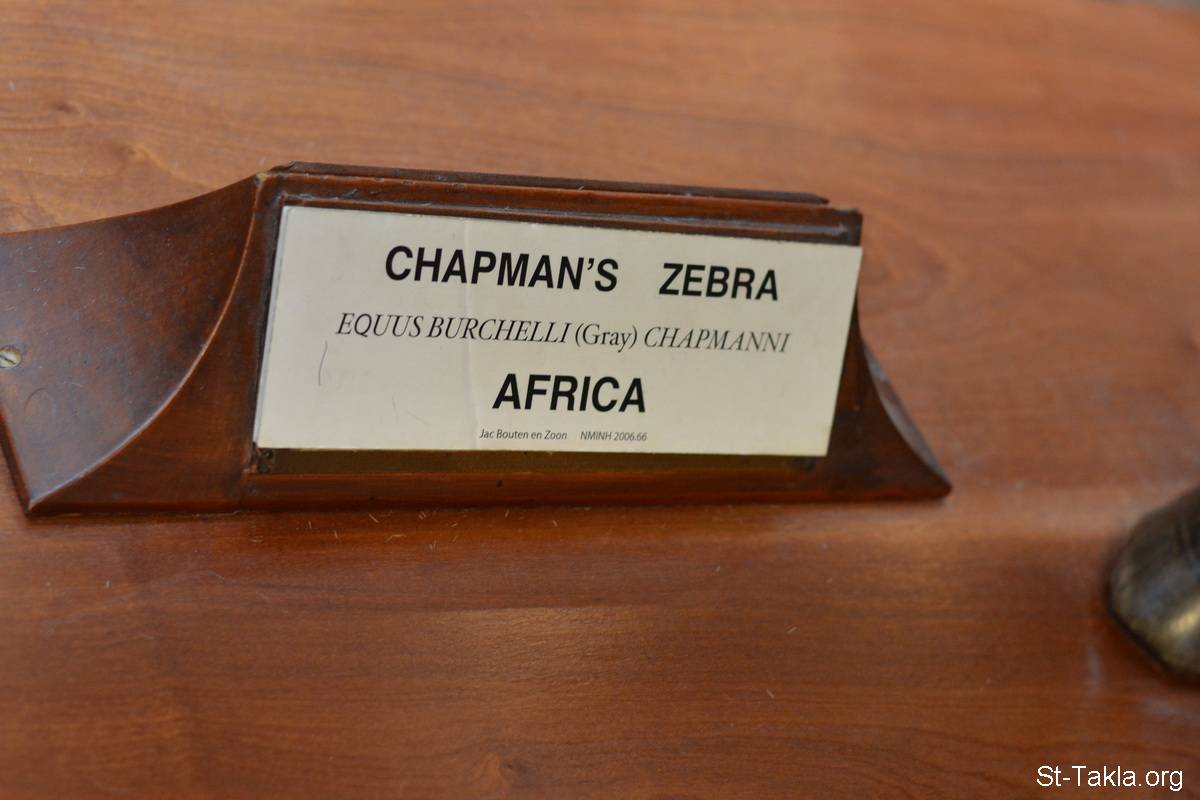 CHAPMAN'S ZEBRA
EQUUS BURCHELLI (Gray) CHAPMANNI
AFRICA
Jac Bouten en Zoon NMINH 2006.66
St-Takla.org